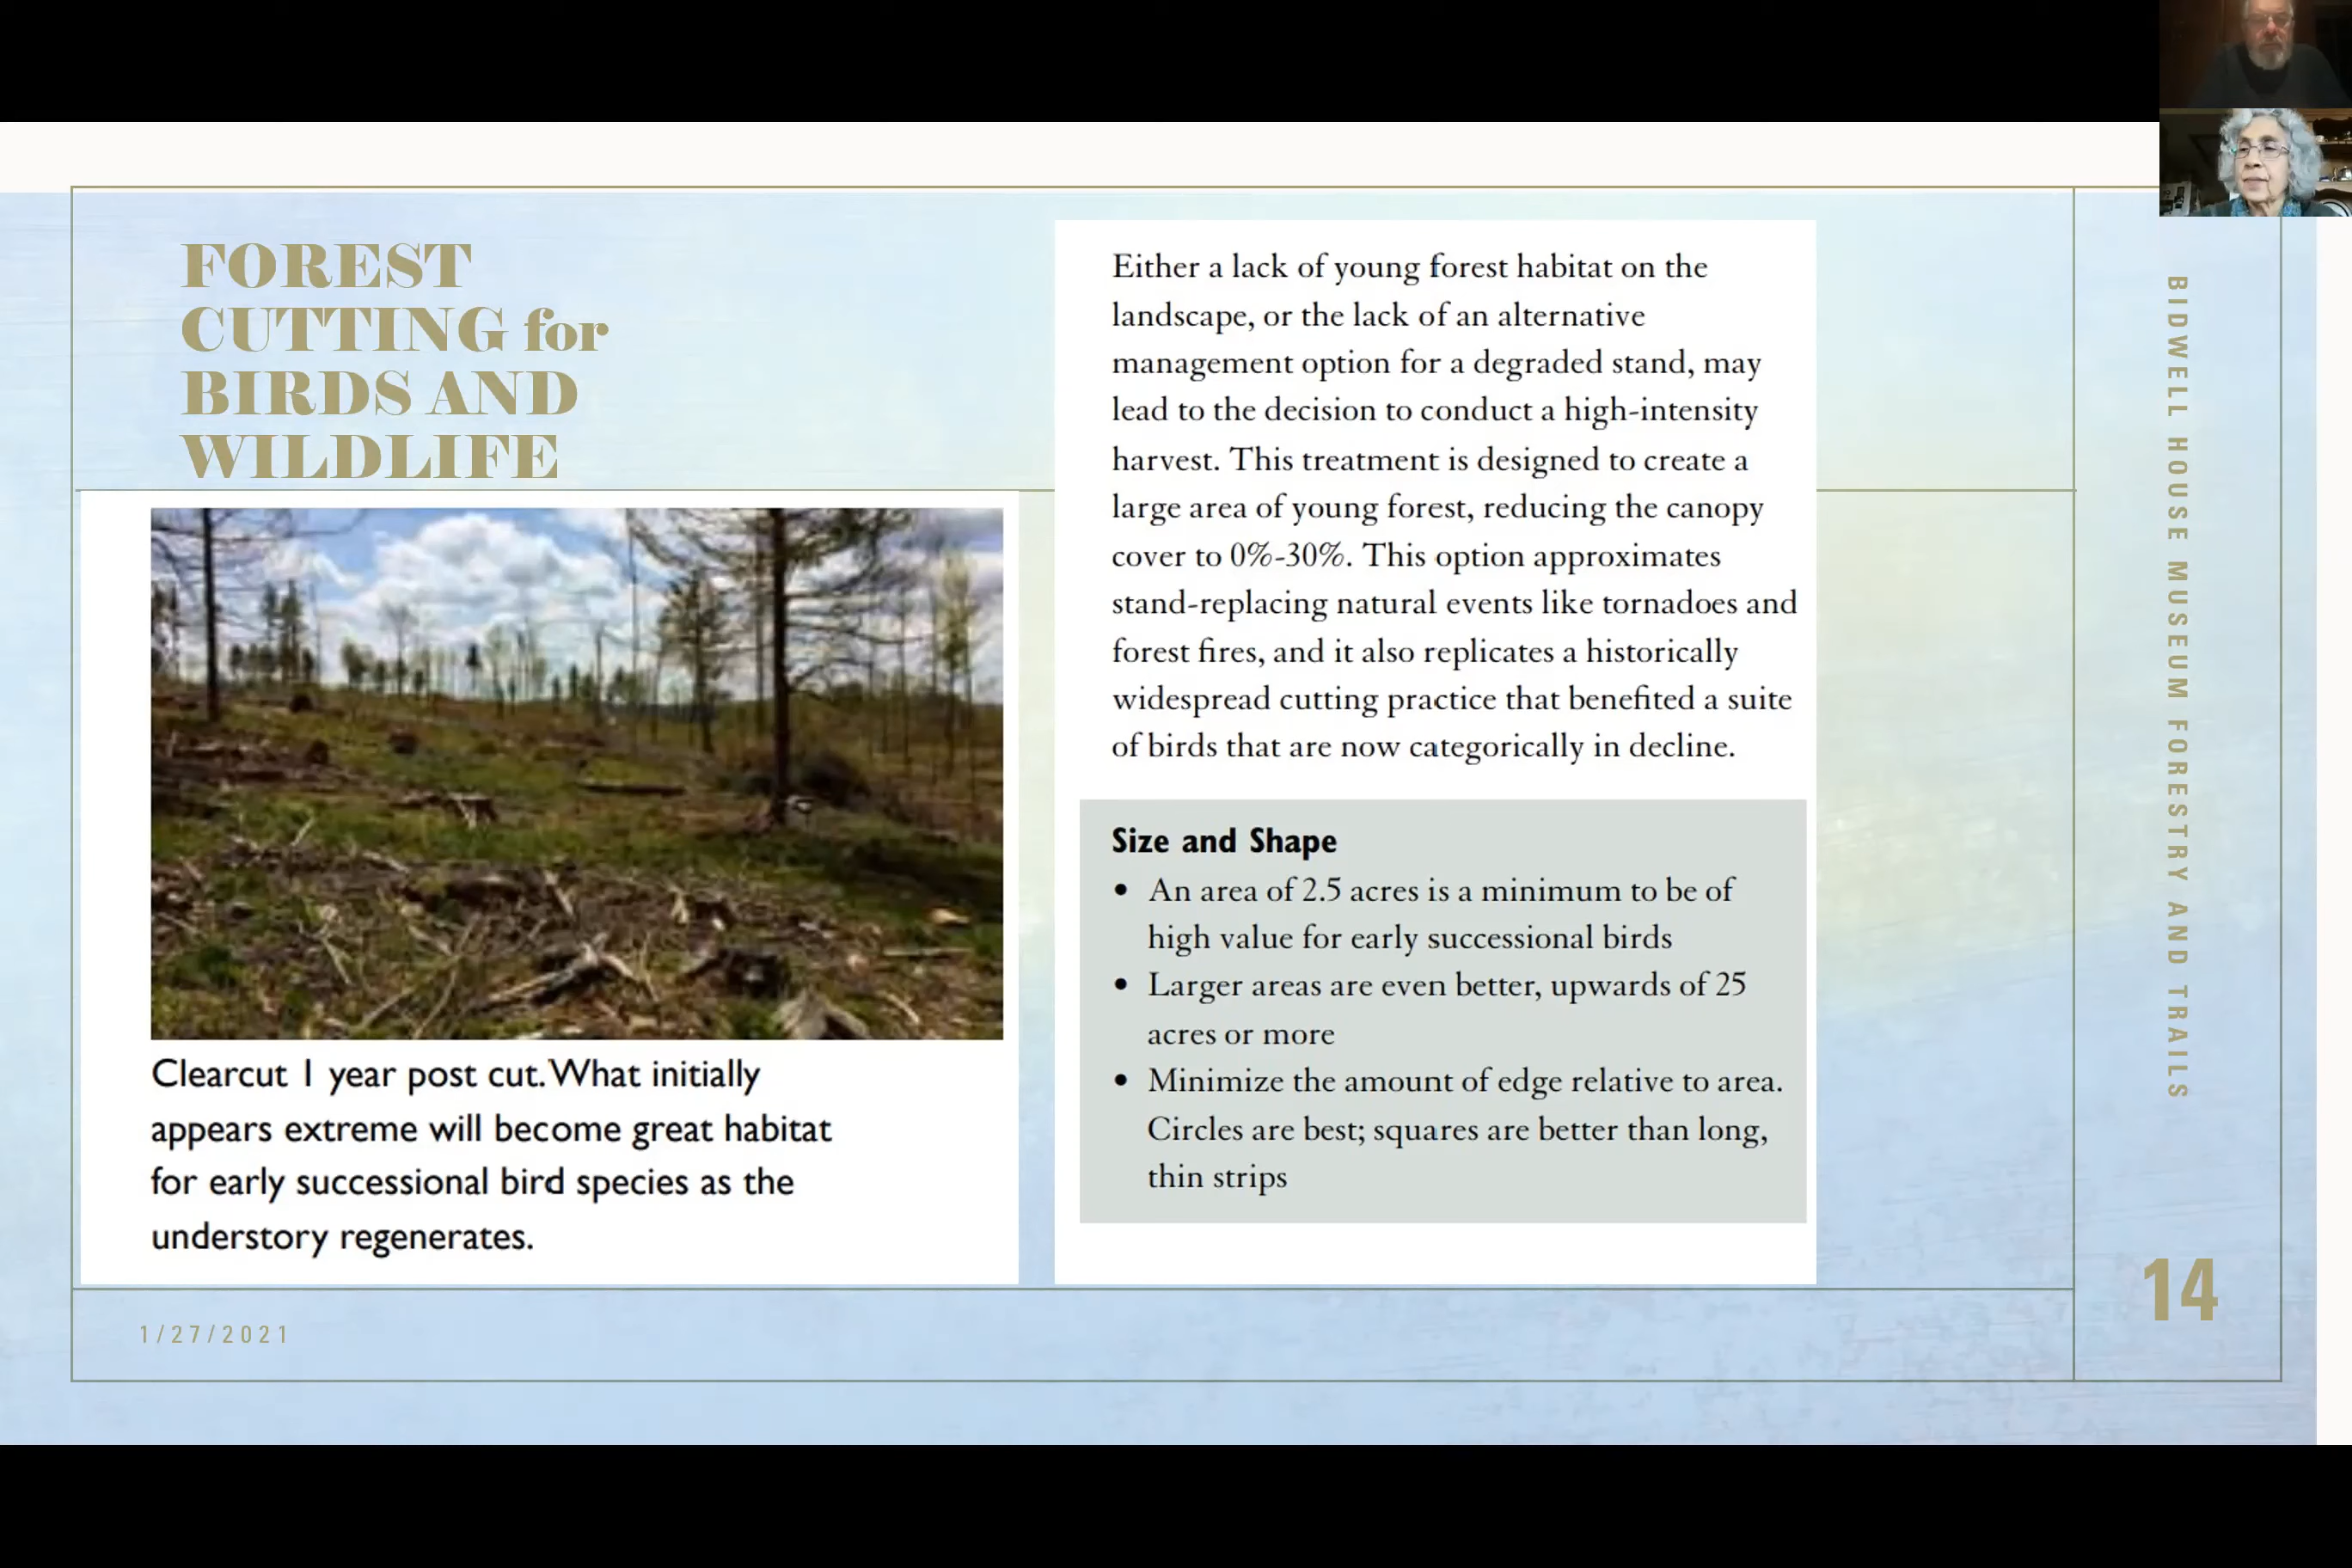 FOREST
CUTTING for
BIRDS AND
WILDLIFE
Clearcut 1 year post cut. What initially
appears extreme will become great habitat
for early successional bird species as the
understory regenerates.
Either a lack of young forest habitat on the
landscape, or the lack of an alternative
management option for a degraded stand, may
lead to the decision to conduct a high-intensity
harvest. This treatment is designed to create a
large area of young forest, reducing the canopy
cover to 0%-30%. This option approximates
stand-replacing natural events like tornadoes and
forest fires, and it also replicates a historically
widespread cutting practice that benefited a suite
of birds that are now categorically in decline.
Size and Shape
• An area of 2.5 acres is a minimum to be of
high value for early successional birds
• Larger areas are even better, upwards of 25
acres or more
• Minimize the amount of edge relative to area.
Circles are best; squares are better than long,
thin strips
BIDWELL HOUSE MUSEUM FORESTRY AND TRAILS
14
1/27/2021